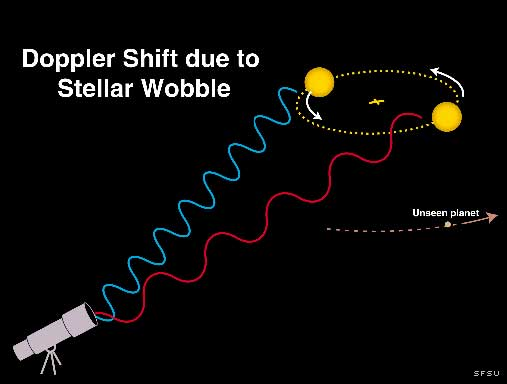 Doppler Shift due to
Stellar Wobble
Unseen planet
SFSU